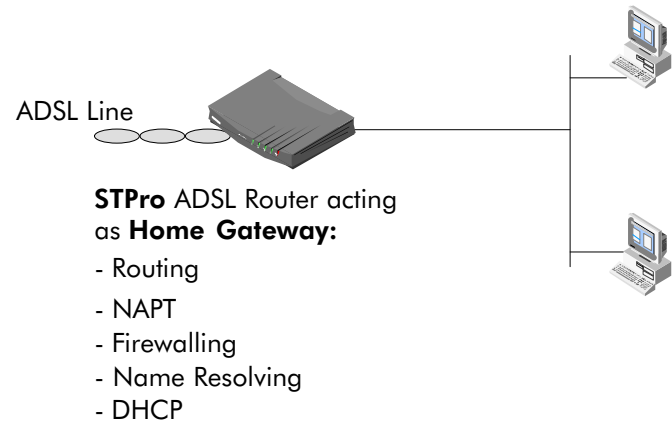 ADSL Line
STPro ADSL Router acting
as Home Gateway:
- Routing
- NAPT
- Firewalling
- Name Resolving
- DHCP